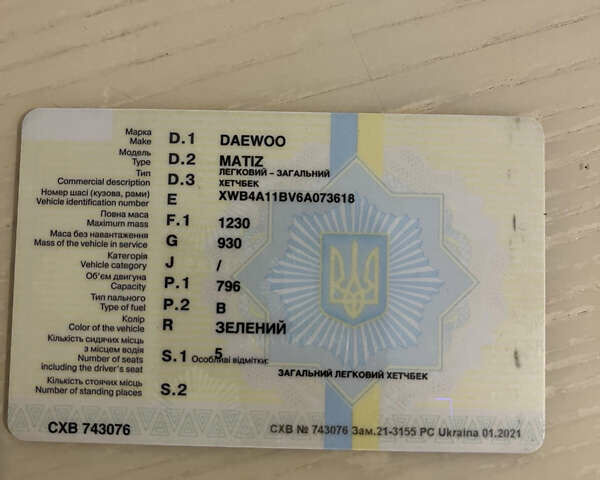 Марка
Make D.1 DAEWOO
Модель
Type D.2 MATIZ
Тип ЛЕГКОВИЙ – ЗАГАЛЬНИЙ
Commercial description D.3 ХЕТЧБЕК
Номер шасі (кузова, рами)
Vehicle identification number E XWB4A11BV6A073618
Повна маса
Maximum mass F.1 1230
Маса без навантаження
Mass of the vehicle in service G 930
Категорія
Vehicle category J /
Об'єм двигуна
Capacity P.1 796
Тип пального
Type of fuel P.2 B
Колір
Color of the vehicle R ЗЕЛЕНИЙ
Кількість сидячих місць
з місцем водія
Number of seats
including the driver's seat S.1 5 Особливі відмітки:
ЗАГАЛЬНИЙ ЛЕГКОВИЙ ХЕТЧБЕК
Кількість стоячих місць
Number of standing places S.2
СХВ 743076
СХВ № 743076 Зам.21-3155 PC Ukraina 01.2021